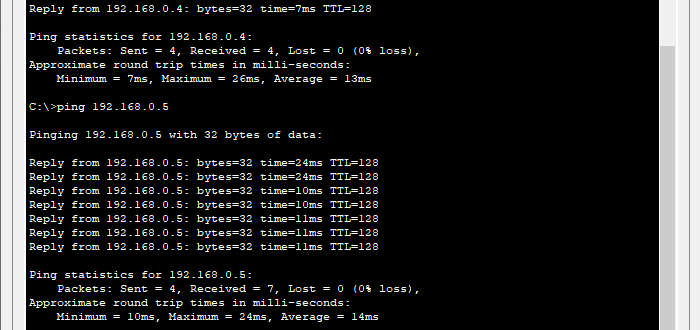 Reply from 192.168.0.4: bytes=32 time=7ms TTL=128
Ping statistics for 192.168.0.4:
Packets: Sent = 4, Received = 4, Lost = 0 (0% loss),
Approximate round trip times in milli-seconds:
Minimum = 7ms, Maximum = 26ms, Average = 13ms
C:\>ping 192.168.0.5
Pinging 192.168.0.5 with 32 bytes of data:
Reply from 192.168.0.5: bytes=32 time=24ms TTL=128
Reply from 192.168.0.5: bytes=32 time=24ms TTL=128
Reply from 192.168.0.5: bytes=32 time=10ms TTL=128
Reply from 192.168.0.5: bytes=32 time=10ms TTL=128
Reply from 192.168.0.5: bytes=32 time=11ms TTL=128
Reply from 192.168.0.5: bytes=32 time=11ms TTL=128
Reply from 192.168.0.5: bytes=32 time=11ms TTL=128
Ping statistics for 192.168.0.5:
Packets: Sent = 4, Received = 7, Lost = 0 (0% loss),
Approximate round trip times in milli-seconds:
Minimum = 10ms, Maximum = 24ms, Average = 14ms